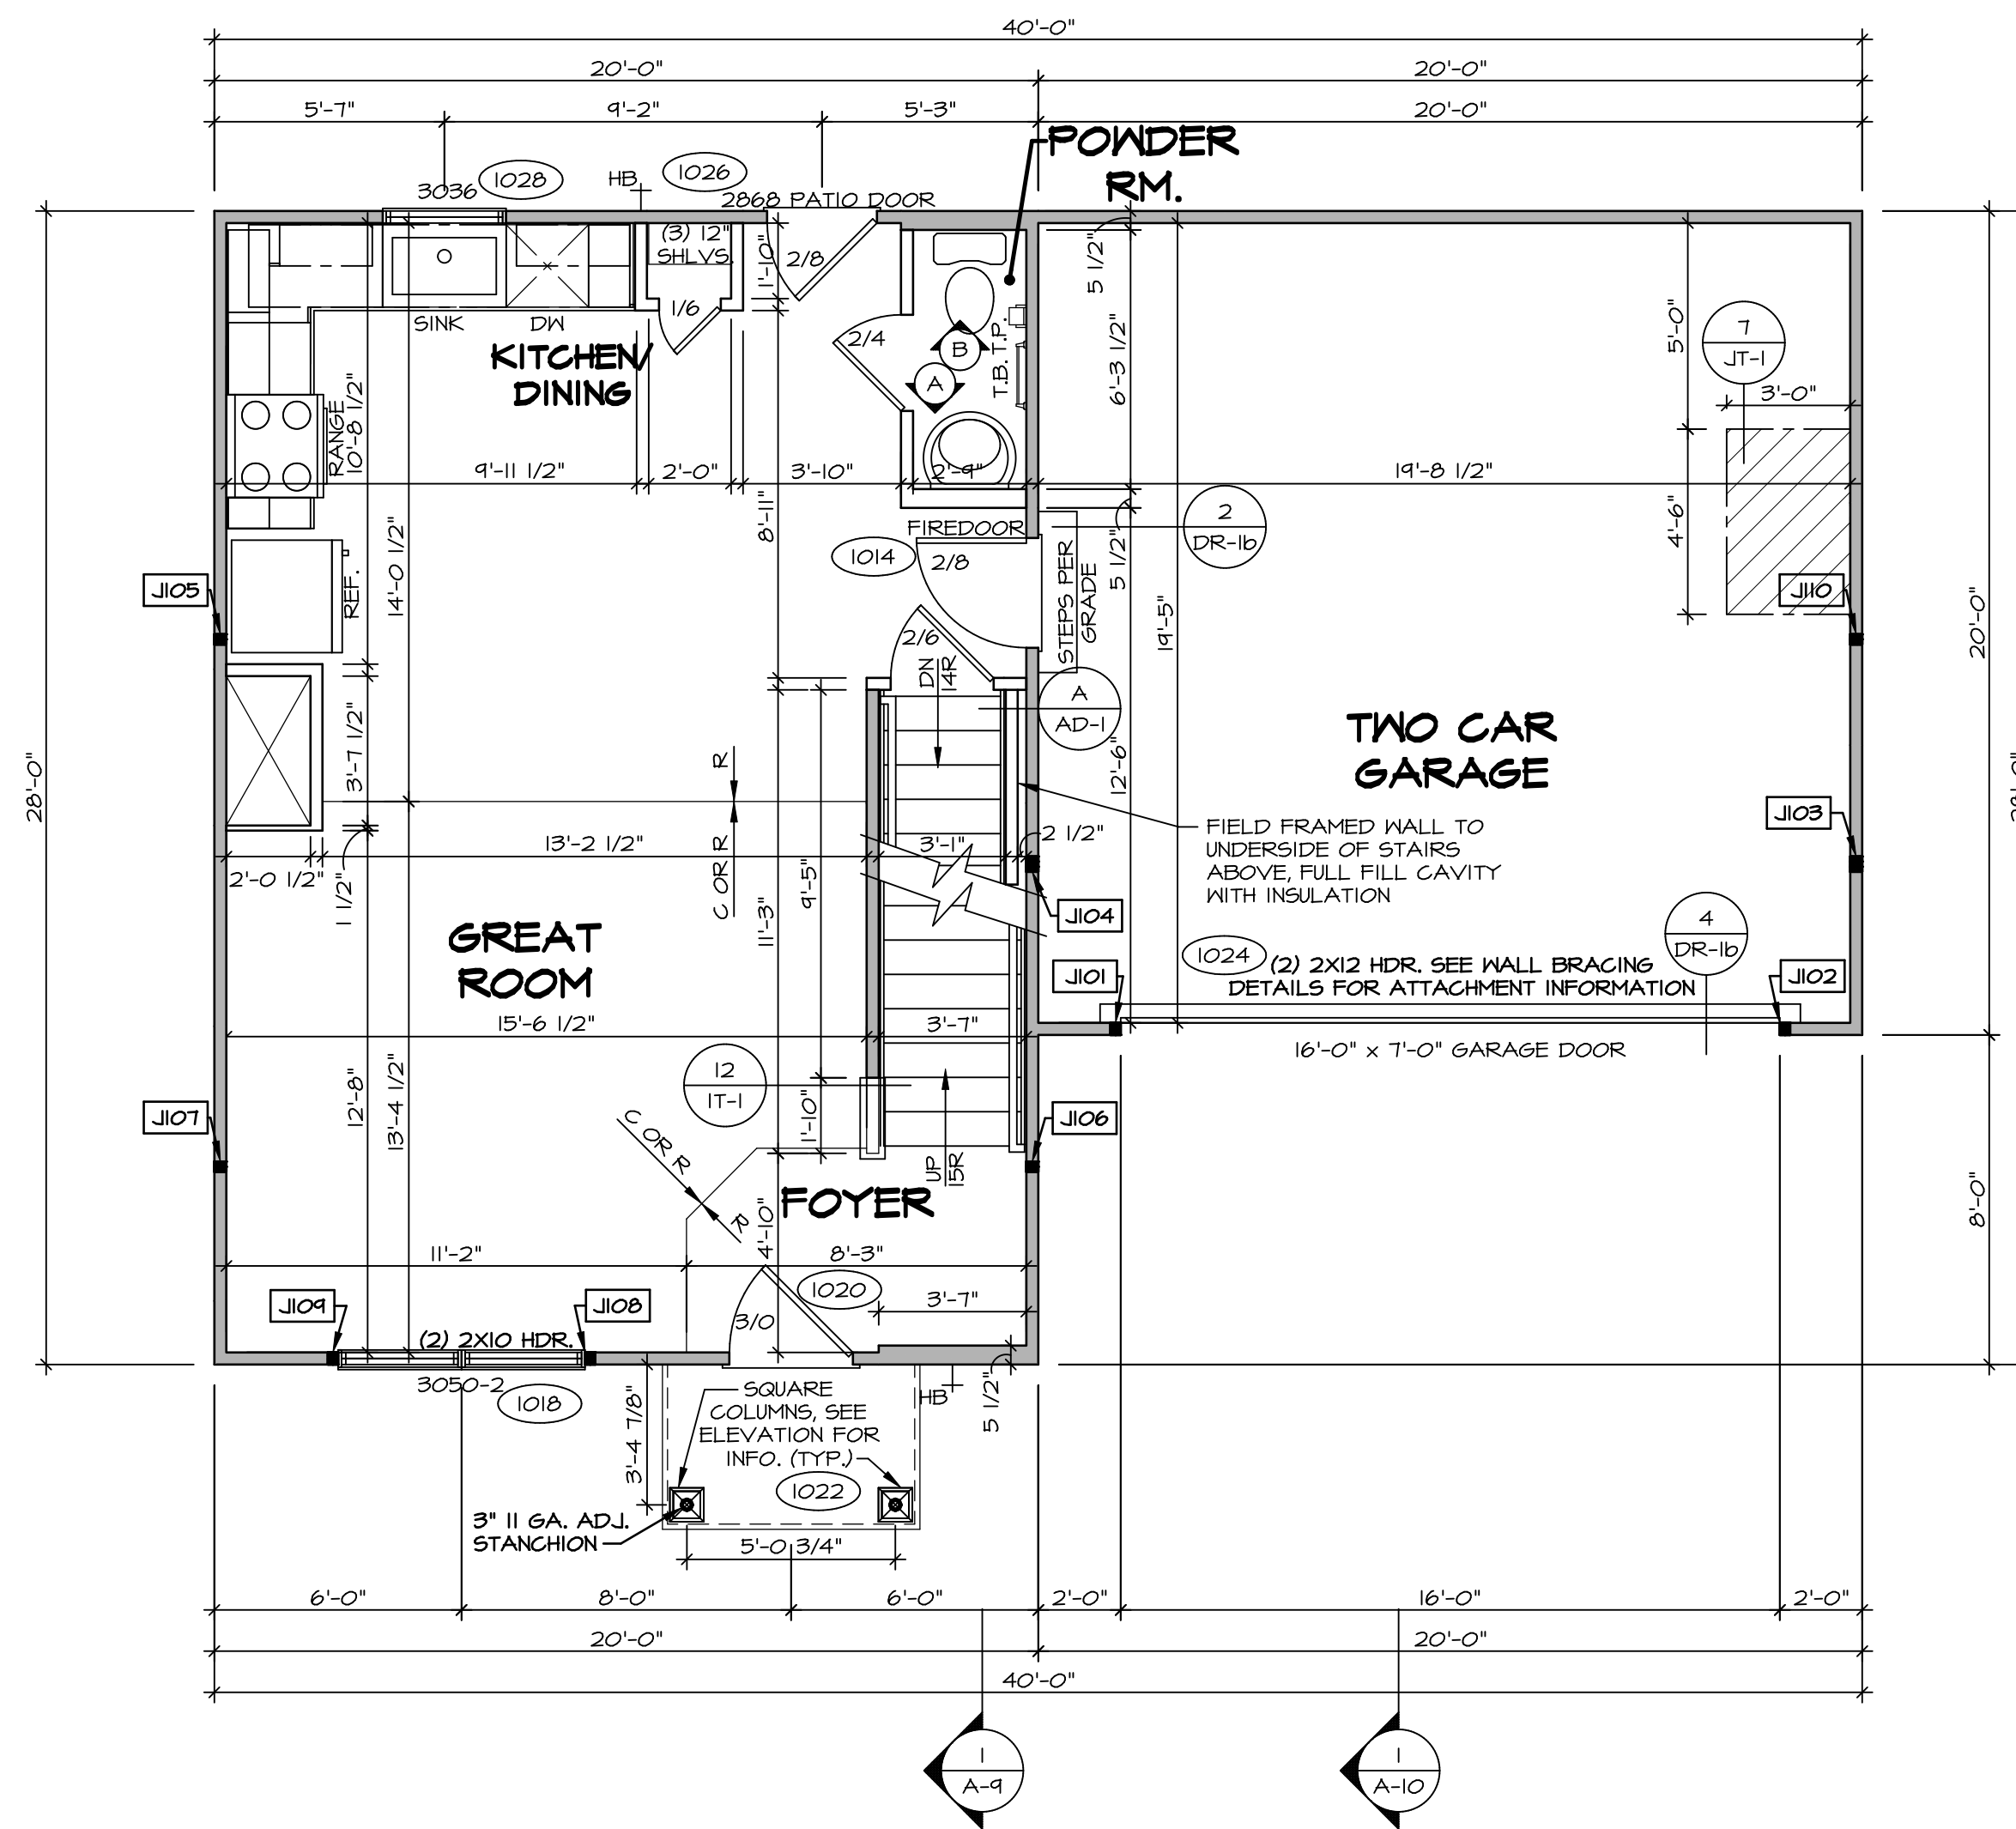 40'-0"
20'-0" 20'-0"
5'-7" 9'-2" 5'-3" 20'-0"
POWDER
RM.
3036 1028 HB 1026
2868 PATIO DOOR
(3) 12"
SHLVS.
1'-10" 2/8
5 1/2"
1/6
2/4
SINK DW
KITCHEN/
DINING
B
A
T.B. T.P.
6'-3 1/2"
5'-0"
7
JT-1
3'-0"
RANGE
10'-8 1/2"
9'-11 1/2" 2'-0" 3'-10" 2'-9" 19'-8 1/2"
14'-0 1/2"
8'-11"
FIREDOOR
1014
2/8
2
DR-1b
5 1/2"
4'-6"
STEPS PER
GRADE
J105
REF.
J110
2/6
DN
14R
19'-5"
20'-0"
A
AD-1
3'-7 1/2"
R
12'-6"
TWO CAR
GARAGE
28'-0"
J103
FIELD FRAMED WALL TO
UNDERSIDE OF STAIRS
ABOVE, FULL FILL CAVITY
WITH INSULATION
13'-2 1/2" 3'-1" 2 1/2"
2'-0 1/2"
1 1/2"
C OR R
9'-5"
11'-3"
J104
4
DR-1b
GREAT
ROOM
1024
(2) 2X12 HDR. SEE WALL BRACING
DETAILS FOR ATTACHMENT INFORMATION
J101 J102
15'-6 1/2" 3'-7"
16'-0" x 7'-0" GARAGE DOOR
12
IT-1
12'-8"
13'-4 1/2"
1'-10"
J107 J106
C OR R
R
UP
15R
FOYER
8'-0"
4'-10"
11'-2" 8'-3"
1020
3'-7"
J109 J108
3/0
(2) 2X10 HDR.
3050-2 1018
SQUARE
COLUMNS, SEE
ELEVATION FOR
INFO. (TYP.)
HB
5 1/2"
3'-4 7/8"
1022
3" 11 GA. ADJ.
STANCHION
5'-0 3/4"
6'-0" 8'-0" 6'-0" 2'-0" 16'-0" 2'-0"
20'-0" 20'-0"
40'-0"
1
A-9
1
A-10